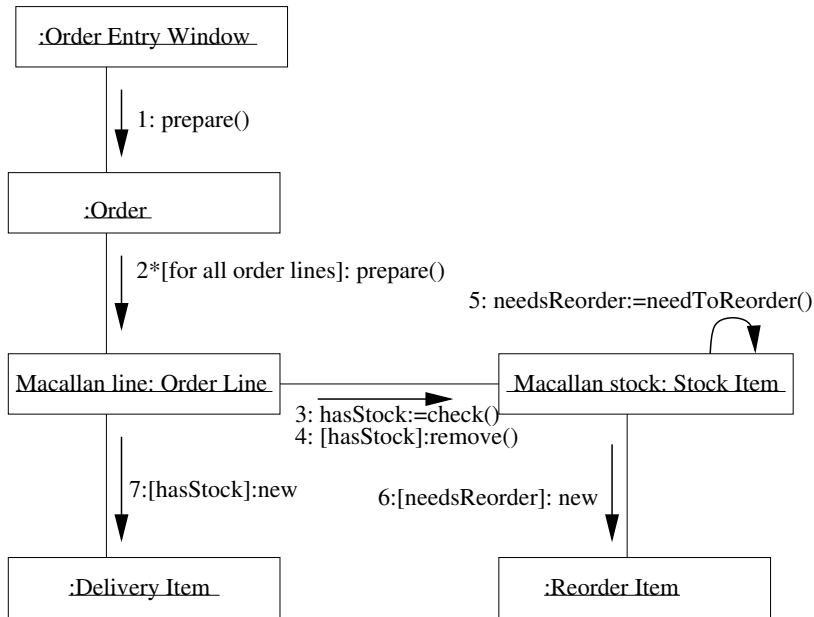 :Order Entry Window
1: prepare()
:Order
2*[for all order lines]: prepare()
5: needsReorder:=needToReorder()
Macallan line: Order Line
Macallan stock: Stock Item
3: hasStock:=check()
4: [hasStock]:remove()
7:[hasStock]:new
6:[needsReorder]: new
:Delivery Item
:Reorder Item